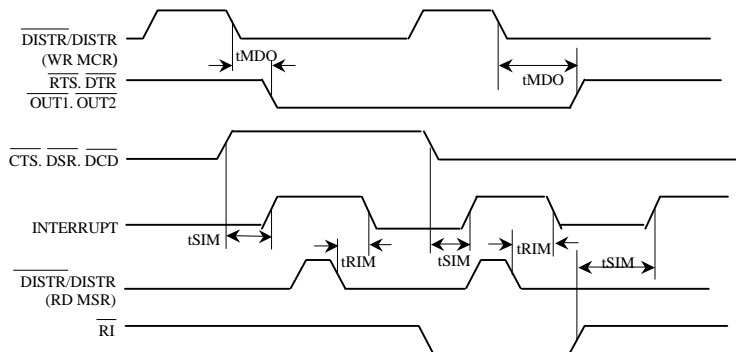 DISTR/DISTR
(WR MCR)
tMDO
tMDO
RTS. DTR
OUT1. OUT2
CTS. DSR. DCD
INTERRUPT
tSIM
tRIM
tSIM
tRIM
tSIM
DISTR/DISTR
(RD MSR)
RI